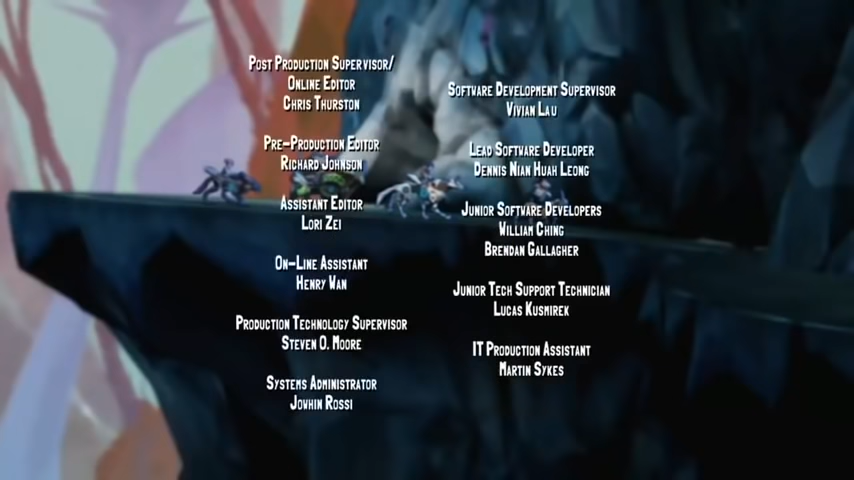 Post Production Supervisor/
Online Editor
Chris Thurston
Pre-Production Editor
Richard Johnson
Assistant Editor
Lori Zei
On-Line Assistant
Henry Wan
Production Technology Supervisor
Steven O. Moore
Systems Administrator
Jowhin Rossi
Software Development Supervisor
Vivian Lau
Lead Software Developer
Dennis Nian Huah Leong
Junior Software Developers
William Ching
Brendan Gallagher
Junior Tech Support Technician
Lucas Kusmirek
IT Production Assistant
Martin Sykes